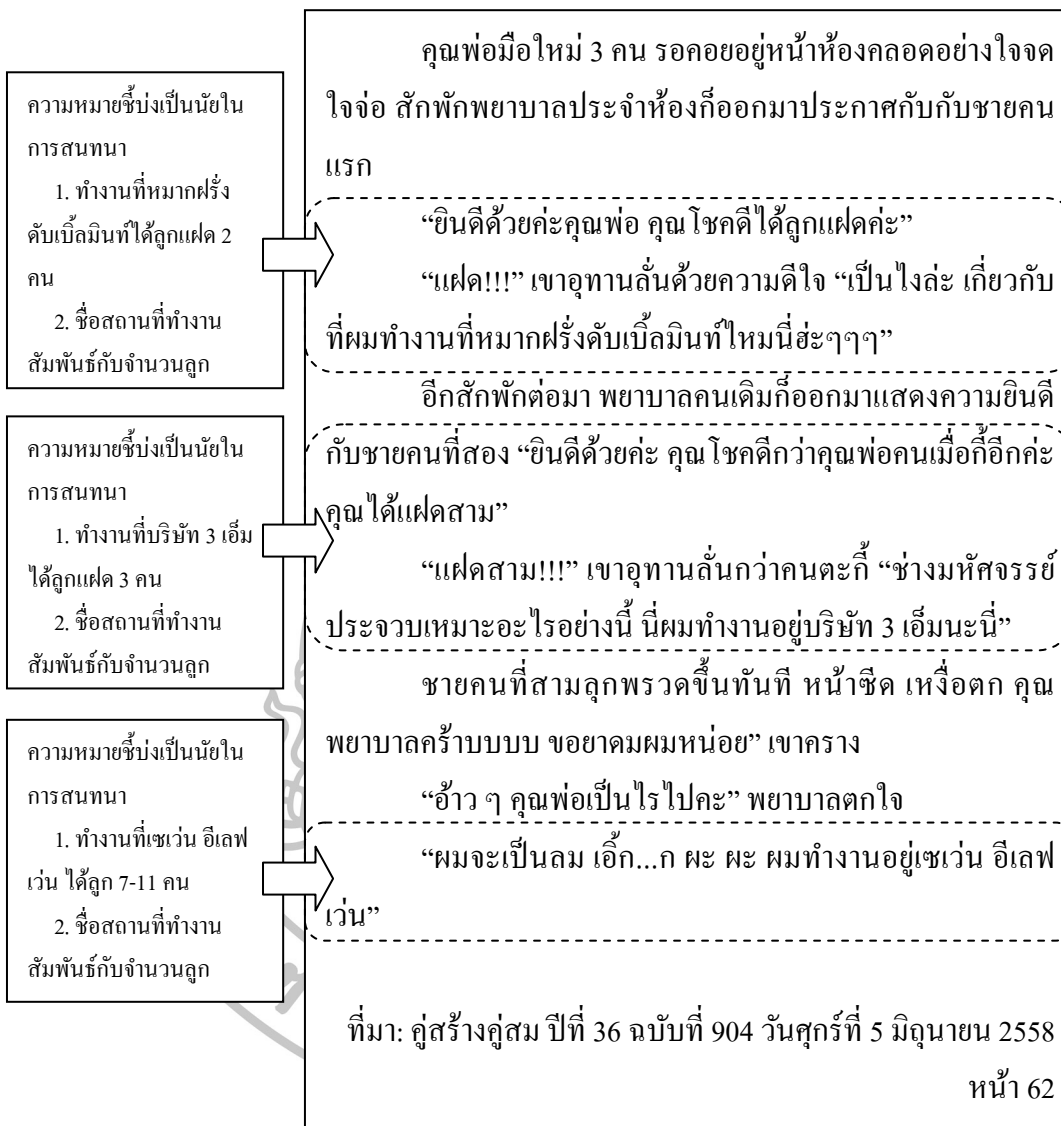 คุณพ่อมือใหม่ 3 คน รอคอยอยู่หน้าห้องคลอดอย่างใจจด
ใจจ่อ สักพักพยาบาลประจำห้องก็ออกมาประกาศกับกับชายคน
แรก
ความหมายชี้บ่งเป็นนัยใน
การสนทนา
1. ทำงานที่หมากฝรั่ง
ดับเบิ้ลมินท์ได้ลูกแฝด 2
คน
2. ชื่อสถานที่ทำงาน
สัมพันธ์กับจำนวนลูก
“ยินดีด้วยค่ะคุณพ่อ คุณโชคดีได้ลูกแฝดค่ะ”
“แฝด!!!” เขาอุทานลั่นด้วยความดีใจ “เป็นไงล่ะ เกี่ยวกับ
ที่ผมทำงานที่หมากฝรั่งดับเบิ้ลมินท์ไหมนี่ฮ่ะๆๆๆ”
อีกสักพักต่อมา พยาบาลคนเดิมก็ออกมาแสดงความยินดี
ความหมายชี้บ่งเป็นนัยใน
การสนทนา
1. ทำงานที่บริษัท 3 เอ็ม
ได้ลูกแฝด 3 คน
2. ชื่อสถานที่ทำงาน
สัมพันธ์กับจำนวนลูก
กับชายคนที่สอง “ยินดีด้วยค่ะ คุณโชคดีกว่าคุณพ่อคนเมื่อกี้อีกค่ะ
คุณได้แฝดสาม”
“แฝดสาม!!!” เขาอุทานลั่นกว่าคนตะกี้ “ช่างมหัศจรรย์
ประจวบเหมาะอะไรอย่างนี้ นี่ผมทำงานอยู่บริษัท 3 เอ็มนะนี่”
ชายคนที่สามลุกพรวดขึ้นทันที หน้าซีด เหงื่อตก คุณ
พยาบาลคร้าบบบบ ขอยาดมผมหน่อย” เขาคราง
“อ้าว ๆ คุณพ่อเป็นไรไปคะ” พยาบาลตกใจ
ความหมายชี้บ่งเป็นนัยใน
การสนทนา
1. ทำงานที่เซเว่น อีเลฟ
เว่น ได้ลูก 7-11 คน
2. ชื่อสถานที่ทำงาน
สัมพันธ์กับจำนวนลูก
“ผมจะเป็นลม เอิ้ก...ก ผะ ผะ ผมทำงานอยู่เซเว่น อีเลฟ
เว่น”
ที่มา: คู่สร้างคู่สม ปีที่ 36 ฉบับที่ 904 วันศุกร์ที่ 5 มิถุนายน 2558
หน้า 62